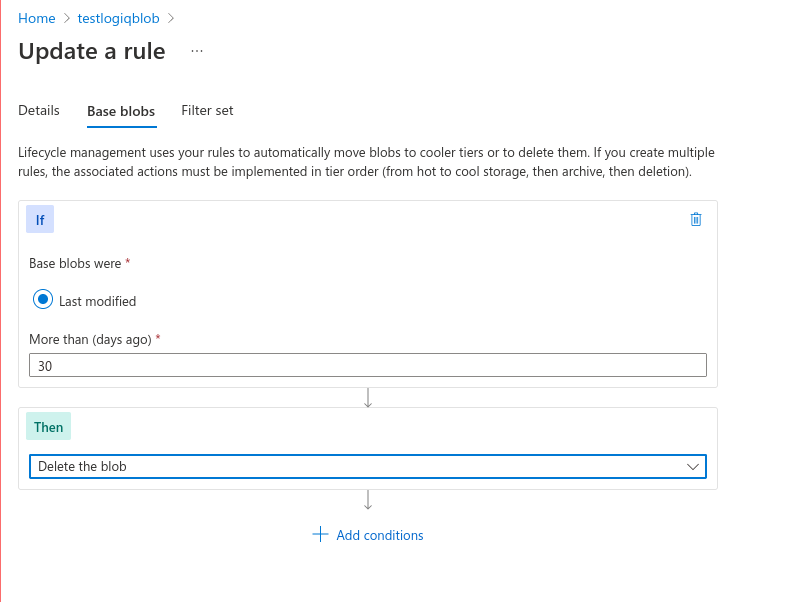 Home > testlogiqblob >
Update a rule ...
Details Base blobs Filter set
Lifecycle management uses your rules to automatically move blobs to cooler tiers or to delete them. If you create multiple
rules, the associated actions must be implemented in tier order (from hot to cool storage, then archive, then deletion).
If
Base blobs were *
Last modified
More than (days ago) *
30
Then
Delete the blob
+ Add conditions